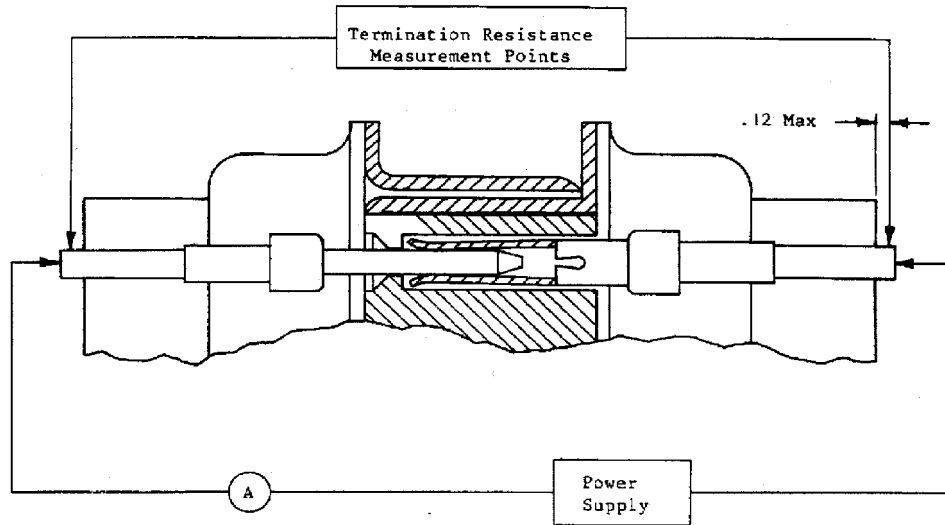 Termination Resistance
Measurement Points
.12 Max
A
Power
Supply